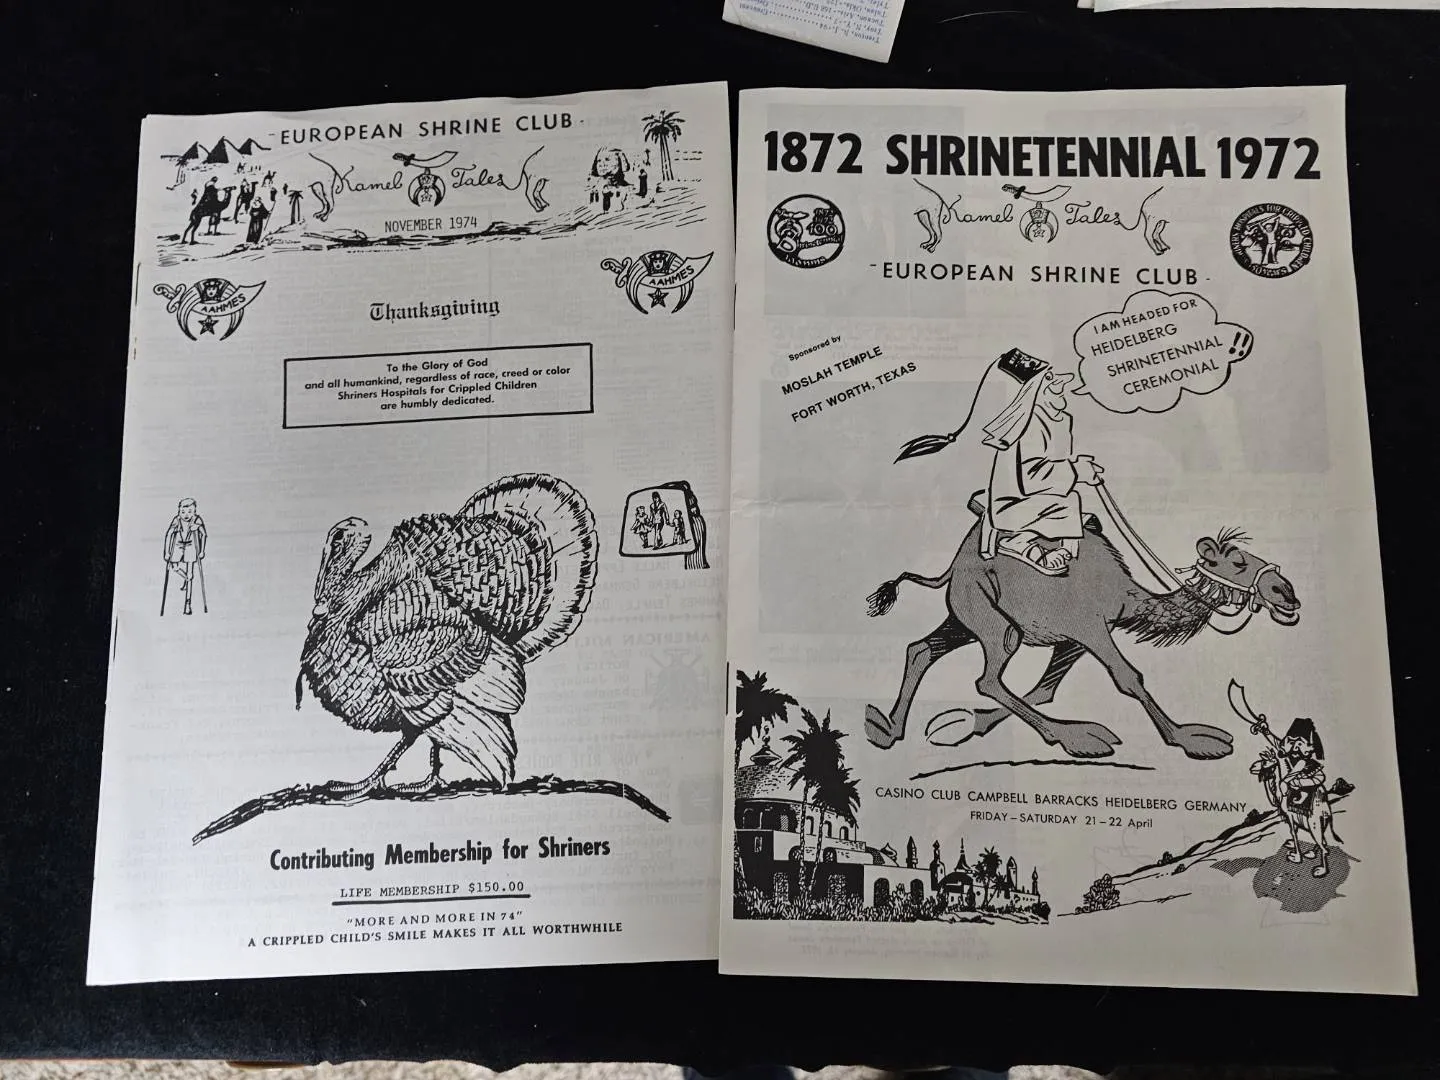 EUROPEAN SHRINE CLUB
Kamel Tales
NOVEMBER 1974
AAHMES
AAHMES
Thanksgiving
To the Glory of God
and all humankind, regardless of race, creed or color
Shriners Hospitals for Crippled Children
are humbly dedicated.
Contributing Membership for Shriners
LIFE MEMBERSHIP $150.00
"MORE AND MORE IN 74"
A CRIPPLED CHILD'S SMILE MAKES IT ALL WORTHWHILE
1872 SHRINETENNIAL 1972
Kamel Tales
-EUROPEAN SHRINE CLUB-
Sponsored by
MOSLAH TEMPLE
FORT WORTH, TEXAS
I AM HEADED FOR
HEIDELBERG
SHRINETENNIAL
CEREMONIAL
!!
CASINO CLUB CAMPBELL BARRACKS HEIDELBERG GERMANY
FRIDAY – SATURDAY 21 – 22 April